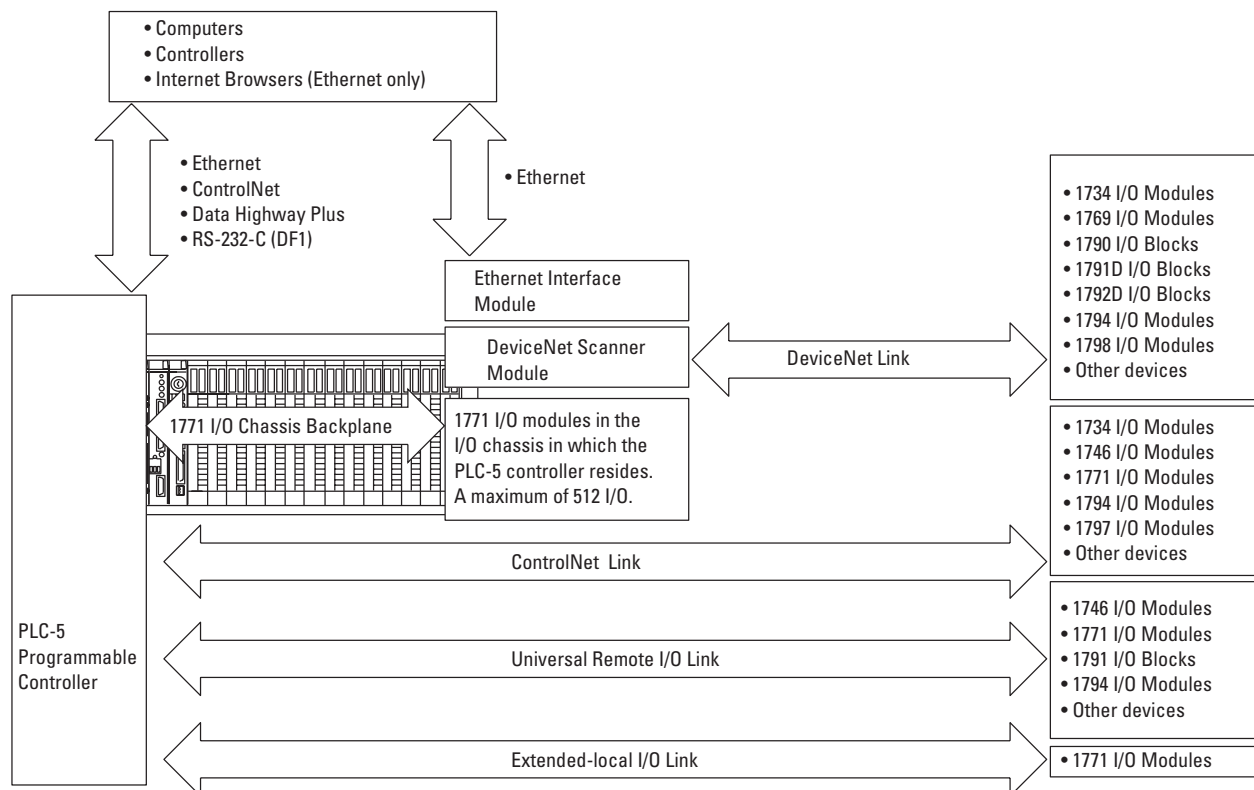 • Computers
• Controllers
• Internet Browsers (Ethernet only)
• Ethernet
• ControlNet
• Data Highway Plus
• RS-232-C (DF1)
• Ethernet
Ethernet Interface
Module
DeviceNet Scanner
Module
DeviceNet Link
• 1734 I/O Modules
• 1769 I/O Modules
• 1790 I/O Blocks
• 1791D I/O Blocks
• 1792D I/O Blocks
• 1794 I/O Modules
• 1798 I/O Modules
• Other devices
1771 I/O Chassis Backplane
1771 I/O modules in the
I/O chassis in which the
PLC-5 controller resides.
A maximum of 512 I/O.
• 1734 I/O Modules
• 1746 I/O Modules
• 1771 I/O Modules
• 1794 I/O Modules
• 1797 I/O Modules
• Other devices
ControlNet Link
PLC-5
Programmable
Controller
Universal Remote I/O Link
• 1746 I/O Modules
• 1771 I/O Modules
• 1791 I/O Blocks
• 1794 I/O Modules
• Other devices
Extended-local I/O Link
• 1771 I/O Modules